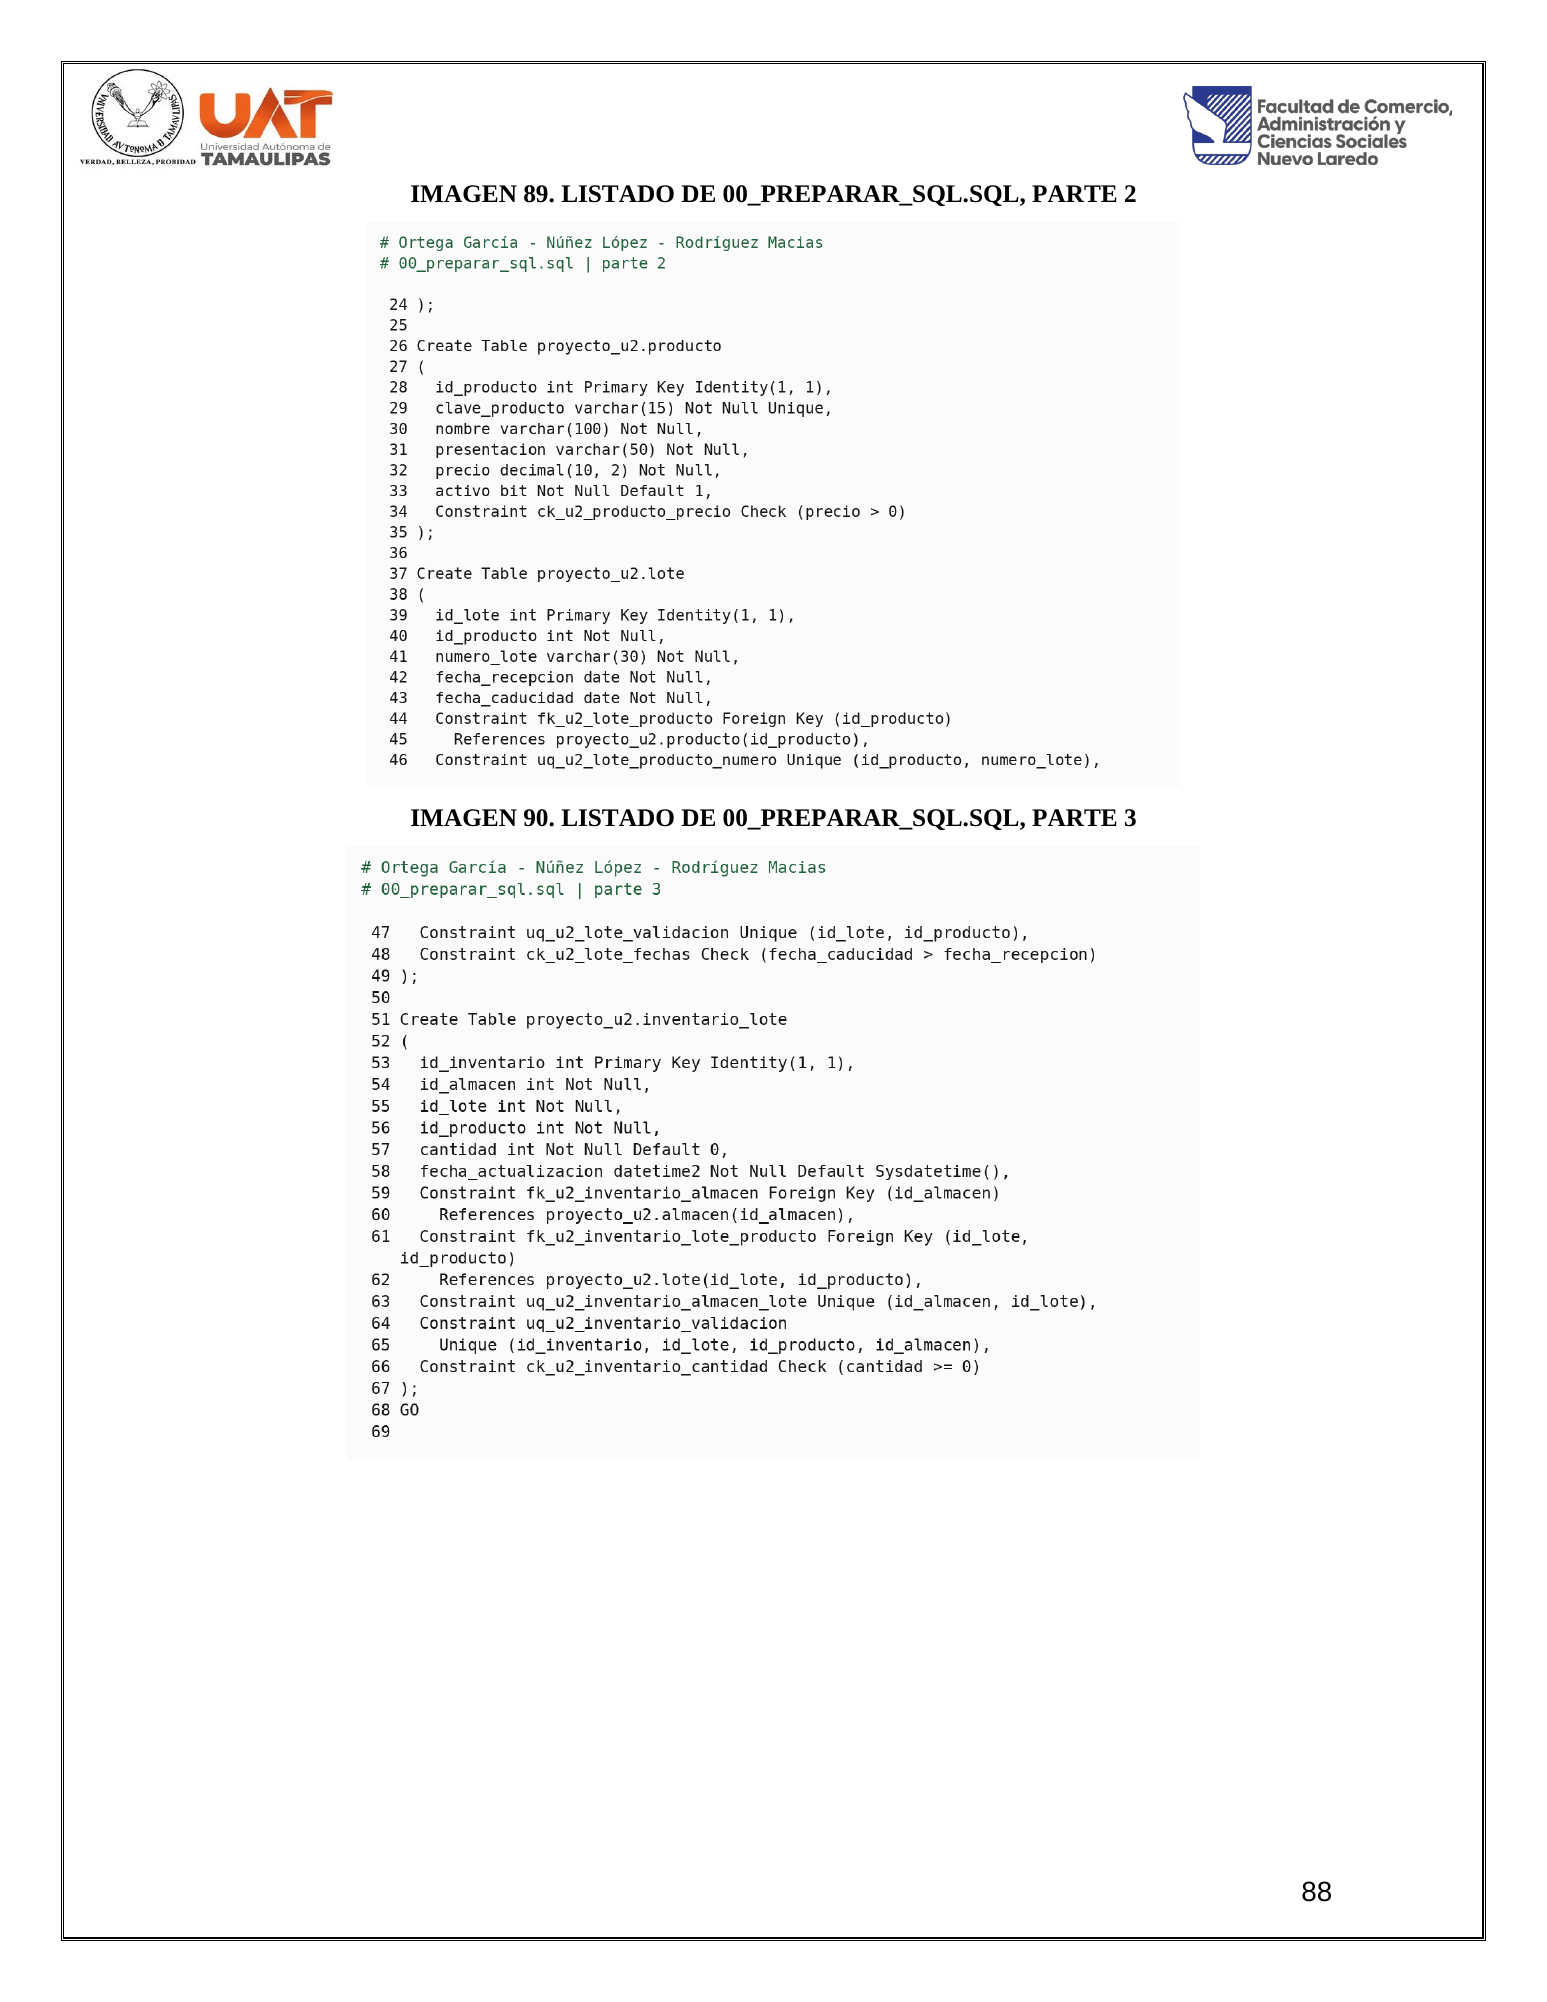 VNIVERSIDAD AVTONOMA D TAMAVLIPAS
VERDAD, BELLEZA, PROBIDAD
UAT
Universidad Autónoma de
TAMAULIPAS
Facultad de Comercio,
Administración y
Ciencias Sociales
Nuevo Laredo
IMAGEN 89. LISTADO DE 00_PREPARAR_SQL.SQL, PARTE 2
# Ortega García - Núñez López - Rodríguez Macias
# 00_preparar_sql.sql | parte 2
24 );
25
26 Create Table proyecto_u2.producto
27 (
28   id_producto int Primary Key Identity(1, 1),
29   clave_producto varchar(15) Not Null Unique,
30   nombre varchar(100) Not Null,
31   presentacion varchar(50) Not Null,
32   precio decimal(10, 2) Not Null,
33   activo bit Not Null Default 1,
34   Constraint ck_u2_producto_precio Check (precio > 0)
35 );
36
37 Create Table proyecto_u2.lote
38 (
39   id_lote int Primary Key Identity(1, 1),
40   id_producto int Not Null,
41   numero_lote varchar(30) Not Null,
42   fecha_recepcion date Not Null,
43   fecha_caducidad date Not Null,
44   Constraint fk_u2_lote_producto Foreign Key (id_producto)
45     References proyecto_u2.producto(id_producto),
46   Constraint uq_u2_lote_producto_numero Unique (id_producto, numero_lote),
IMAGEN 90. LISTADO DE 00_PREPARAR_SQL.SQL, PARTE 3
# Ortega García - Núñez López - Rodríguez Macias
# 00_preparar_sql.sql | parte 3
47   Constraint uq_u2_lote_validacion Unique (id_lote, id_producto),
48   Constraint ck_u2_lote_fechas Check (fecha_caducidad > fecha_recepcion)
49 );
50
51 Create Table proyecto_u2.inventario_lote
52 (
53   id_inventario int Primary Key Identity(1, 1),
54   id_almacen int Not Null,
55   id_lote int Not Null,
56   id_producto int Not Null,
57   cantidad int Not Null Default 0,
58   fecha_actualizacion datetime2 Not Null Default Sysdatetime(),
59   Constraint fk_u2_inventario_almacen Foreign Key (id_almacen)
60     References proyecto_u2.almacen(id_almacen),
61   Constraint fk_u2_inventario_lote_producto Foreign Key (id_lote,
id_producto)
62     References proyecto_u2.lote(id_lote, id_producto),
63   Constraint uq_u2_inventario_almacen_lote Unique (id_almacen, id_lote),
64   Constraint uq_u2_inventario_validacion
65     Unique (id_inventario, id_lote, id_producto, id_almacen),
66   Constraint ck_u2_inventario_cantidad Check (cantidad >= 0)
67 );
68 GO
69
88